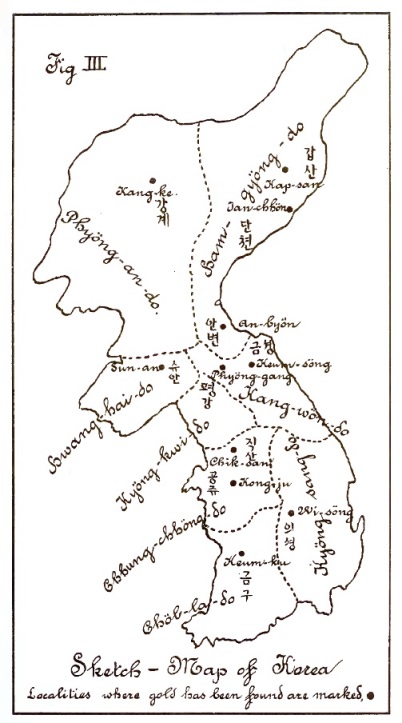 Fig III
Ham-gyöng-do
갑산
Kap-san
Kang-ke.
강계
Tan-chhön
단천
Phyöng-an-do.
안변
An-byön
금성
Keum-söng
Sun-an
슈안
Phyöng-gang
평강
Hwang-hai-do
Kang-wön-do
Kyöng-kwi-do
직산
Chik-san
공쥬
Kong-ju
Kyöng-sang-do
Wi-söng
의셩
Chhung-chhöng-do
Keum-ku
금구
Chöl-la-do
Sketch-Map of Korea
Localities where gold has been found are marked.